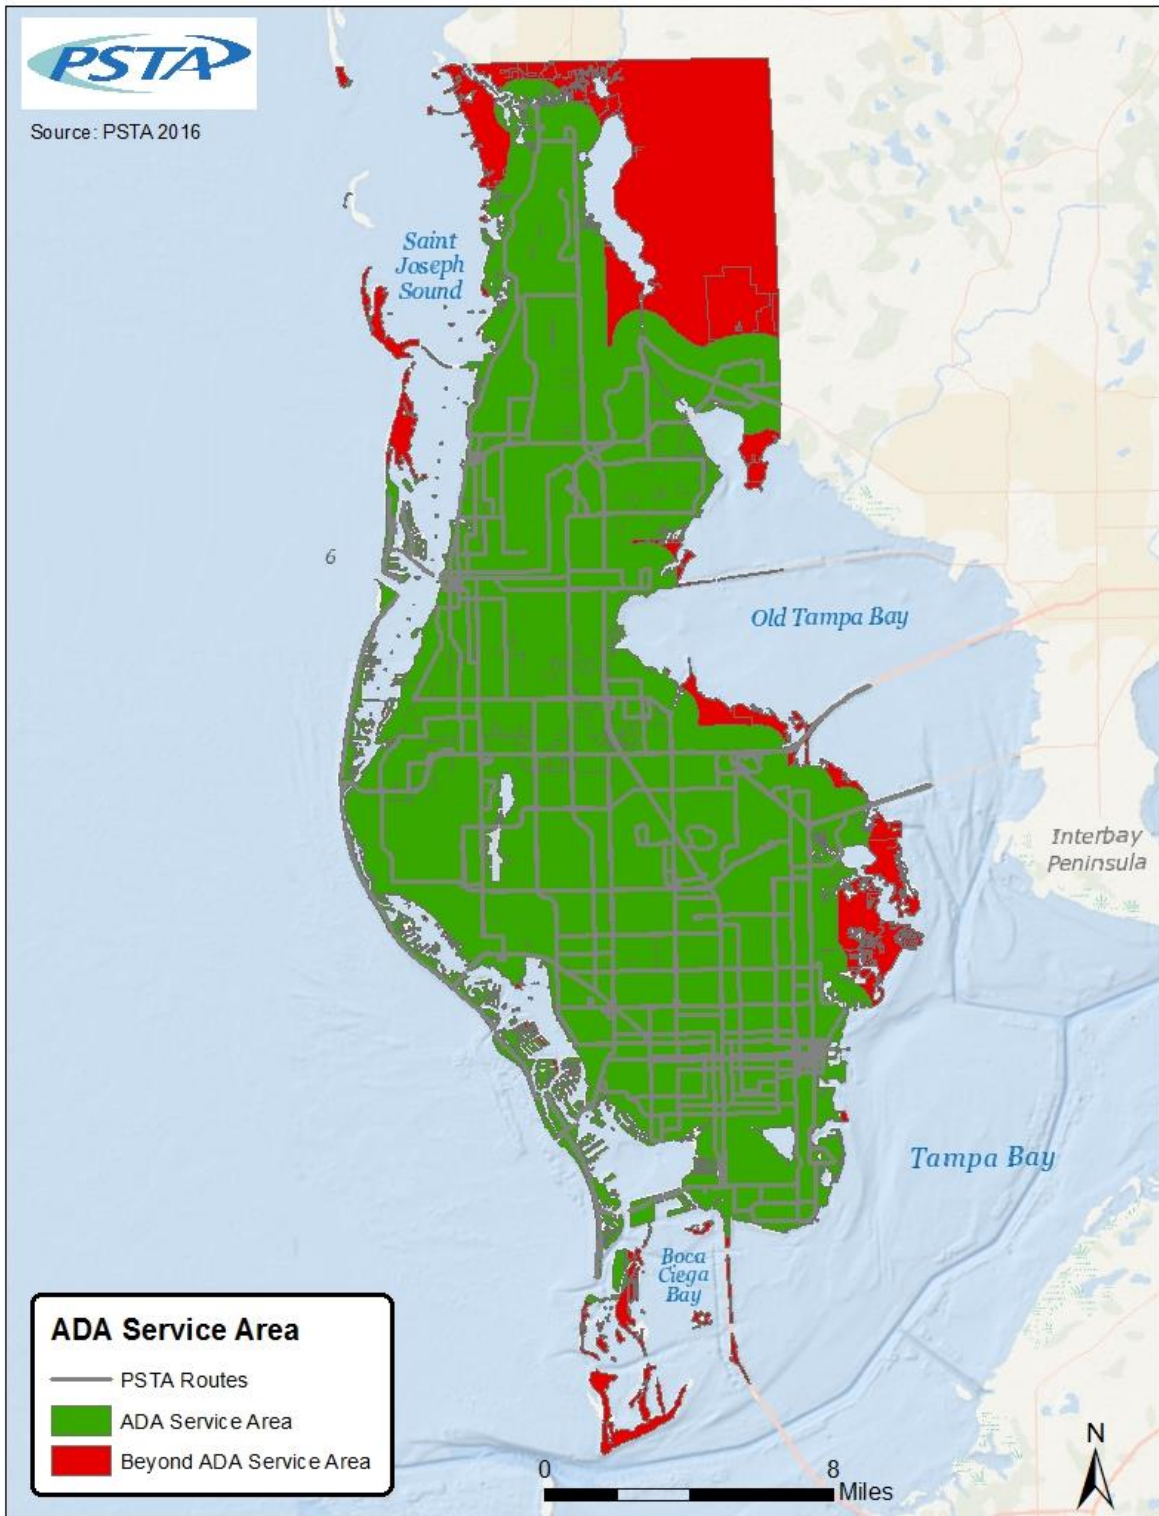 PSTA
Source: PSTA 2016
Saint
Joseph
Sound
6
Old Tampa Bay
Interbay
Peninsula
Tampa Bay
Boca
Ciega
Bay
ADA Service Area
PSTA Routes
ADA Service Area
Beyond ADA Service Area
0
8
Miles
N